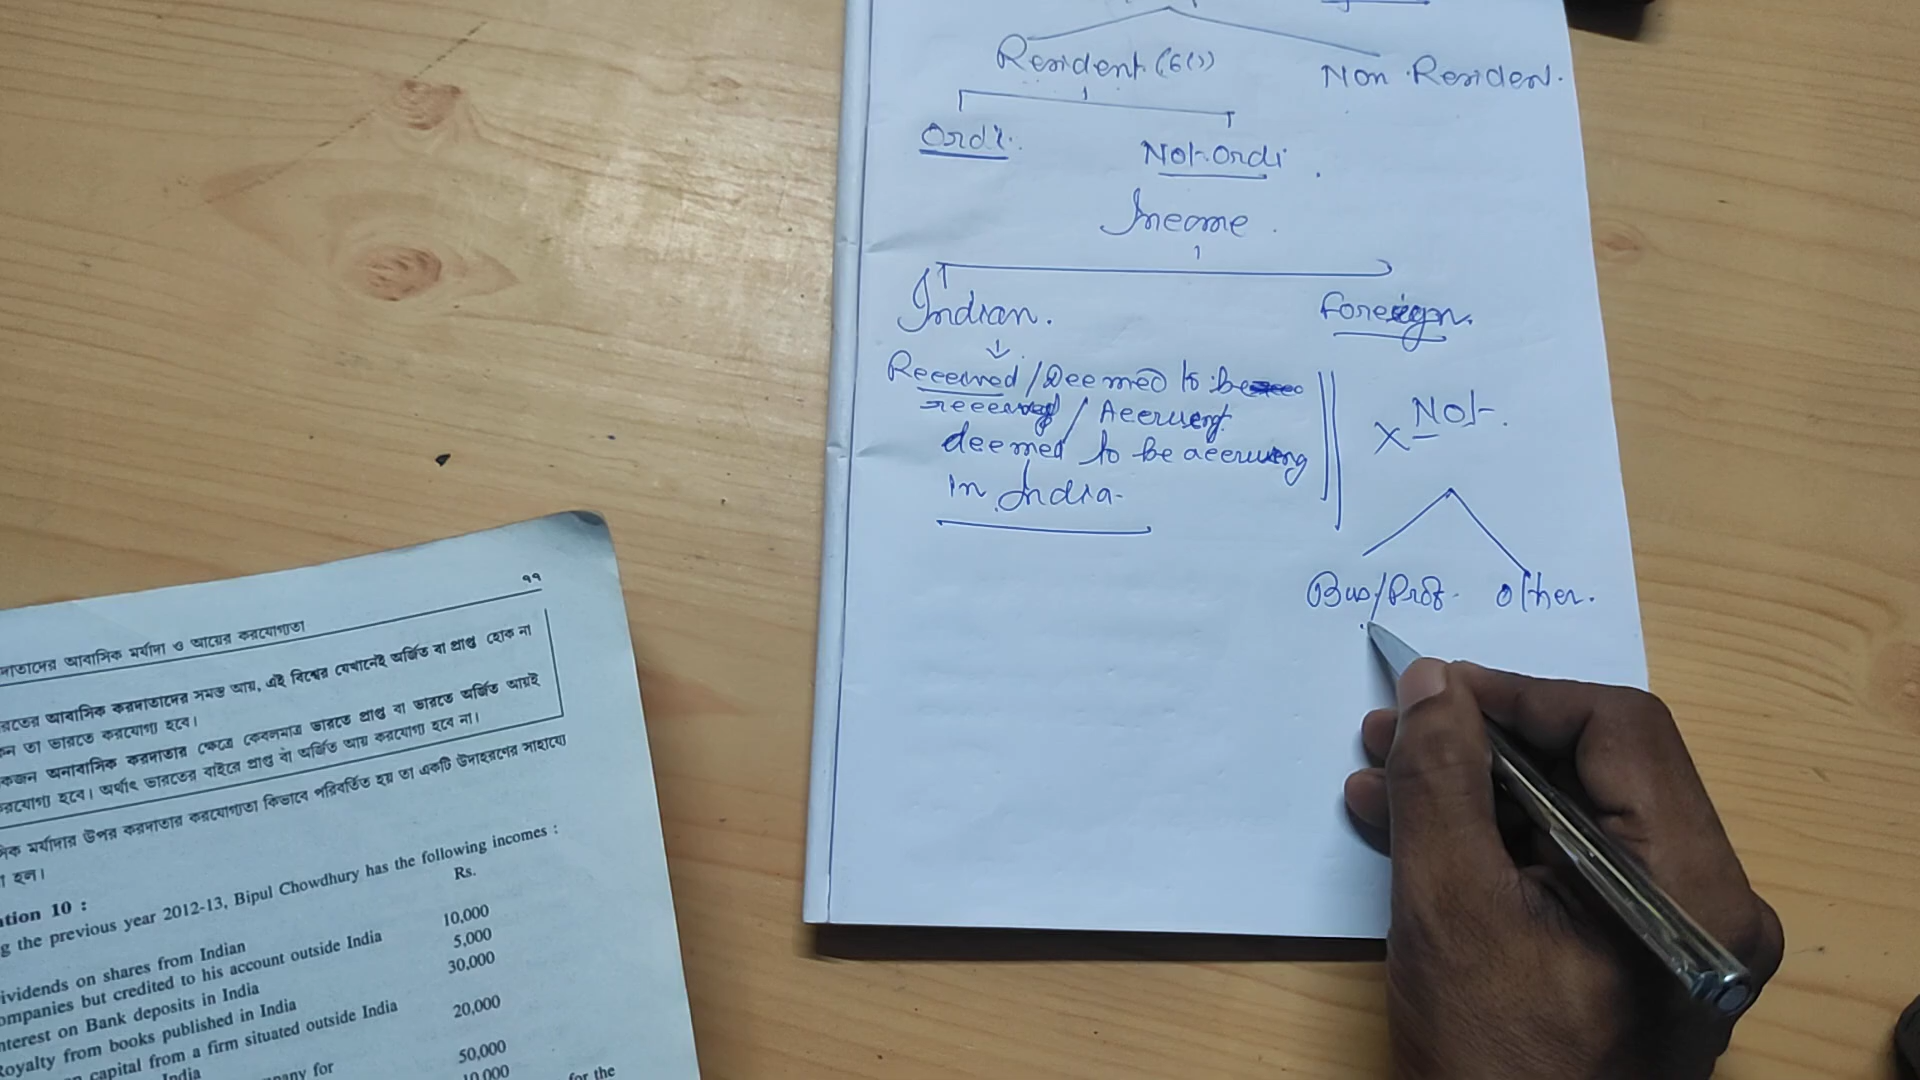 Resident (6(1))
Non Residen.
Ordi.
Not-Ordi
Income.
Indian.
Foreign.
Received/Deemed to be
received/Accruing
deemed to be accruing
in India-
x Not-
Bus/Prof. other.
১৭
দাতাদের আবাসিক মর্যাদা ও আয়ের করযোগ্যতা
রতের আবাসিক করদাতাদের সমস্ত আয়, এই বিশ্বের যেখানেই অর্জিত বা প্রাপ্ত হোক না
কন তা ভারতে করযোগ্য হবে।
কজন অনাবাসিক করদাতার ক্ষেত্রে কেবলমাত্র ভারতে প্রাপ্ত বা ভারতে অর্জিত আয়ই
করযোগ্য হবে। অর্থাৎ ভারতের বাইরে প্রাপ্ত বা অর্জিত আয় করযোগ্য হবে না।
সিক মর্যাদার উপর করদাতার করযোগ্যতা কিভাবে পরিবর্তিত হয় তা একটি উদাহরণের সাহায্যে
হল।
ation 10 :
g the previous year 2012-13, Bipul Chowdhury has the following incomes :
Rs.
ividends on shares from Indian
ompanies but credited to his account outside India 10,000
nterest on Bank deposits in India 5,000
Royalty from books published in India 30,000
capital from a firm situated outside India 20,000
India
pany for 50,000
10,000
for the